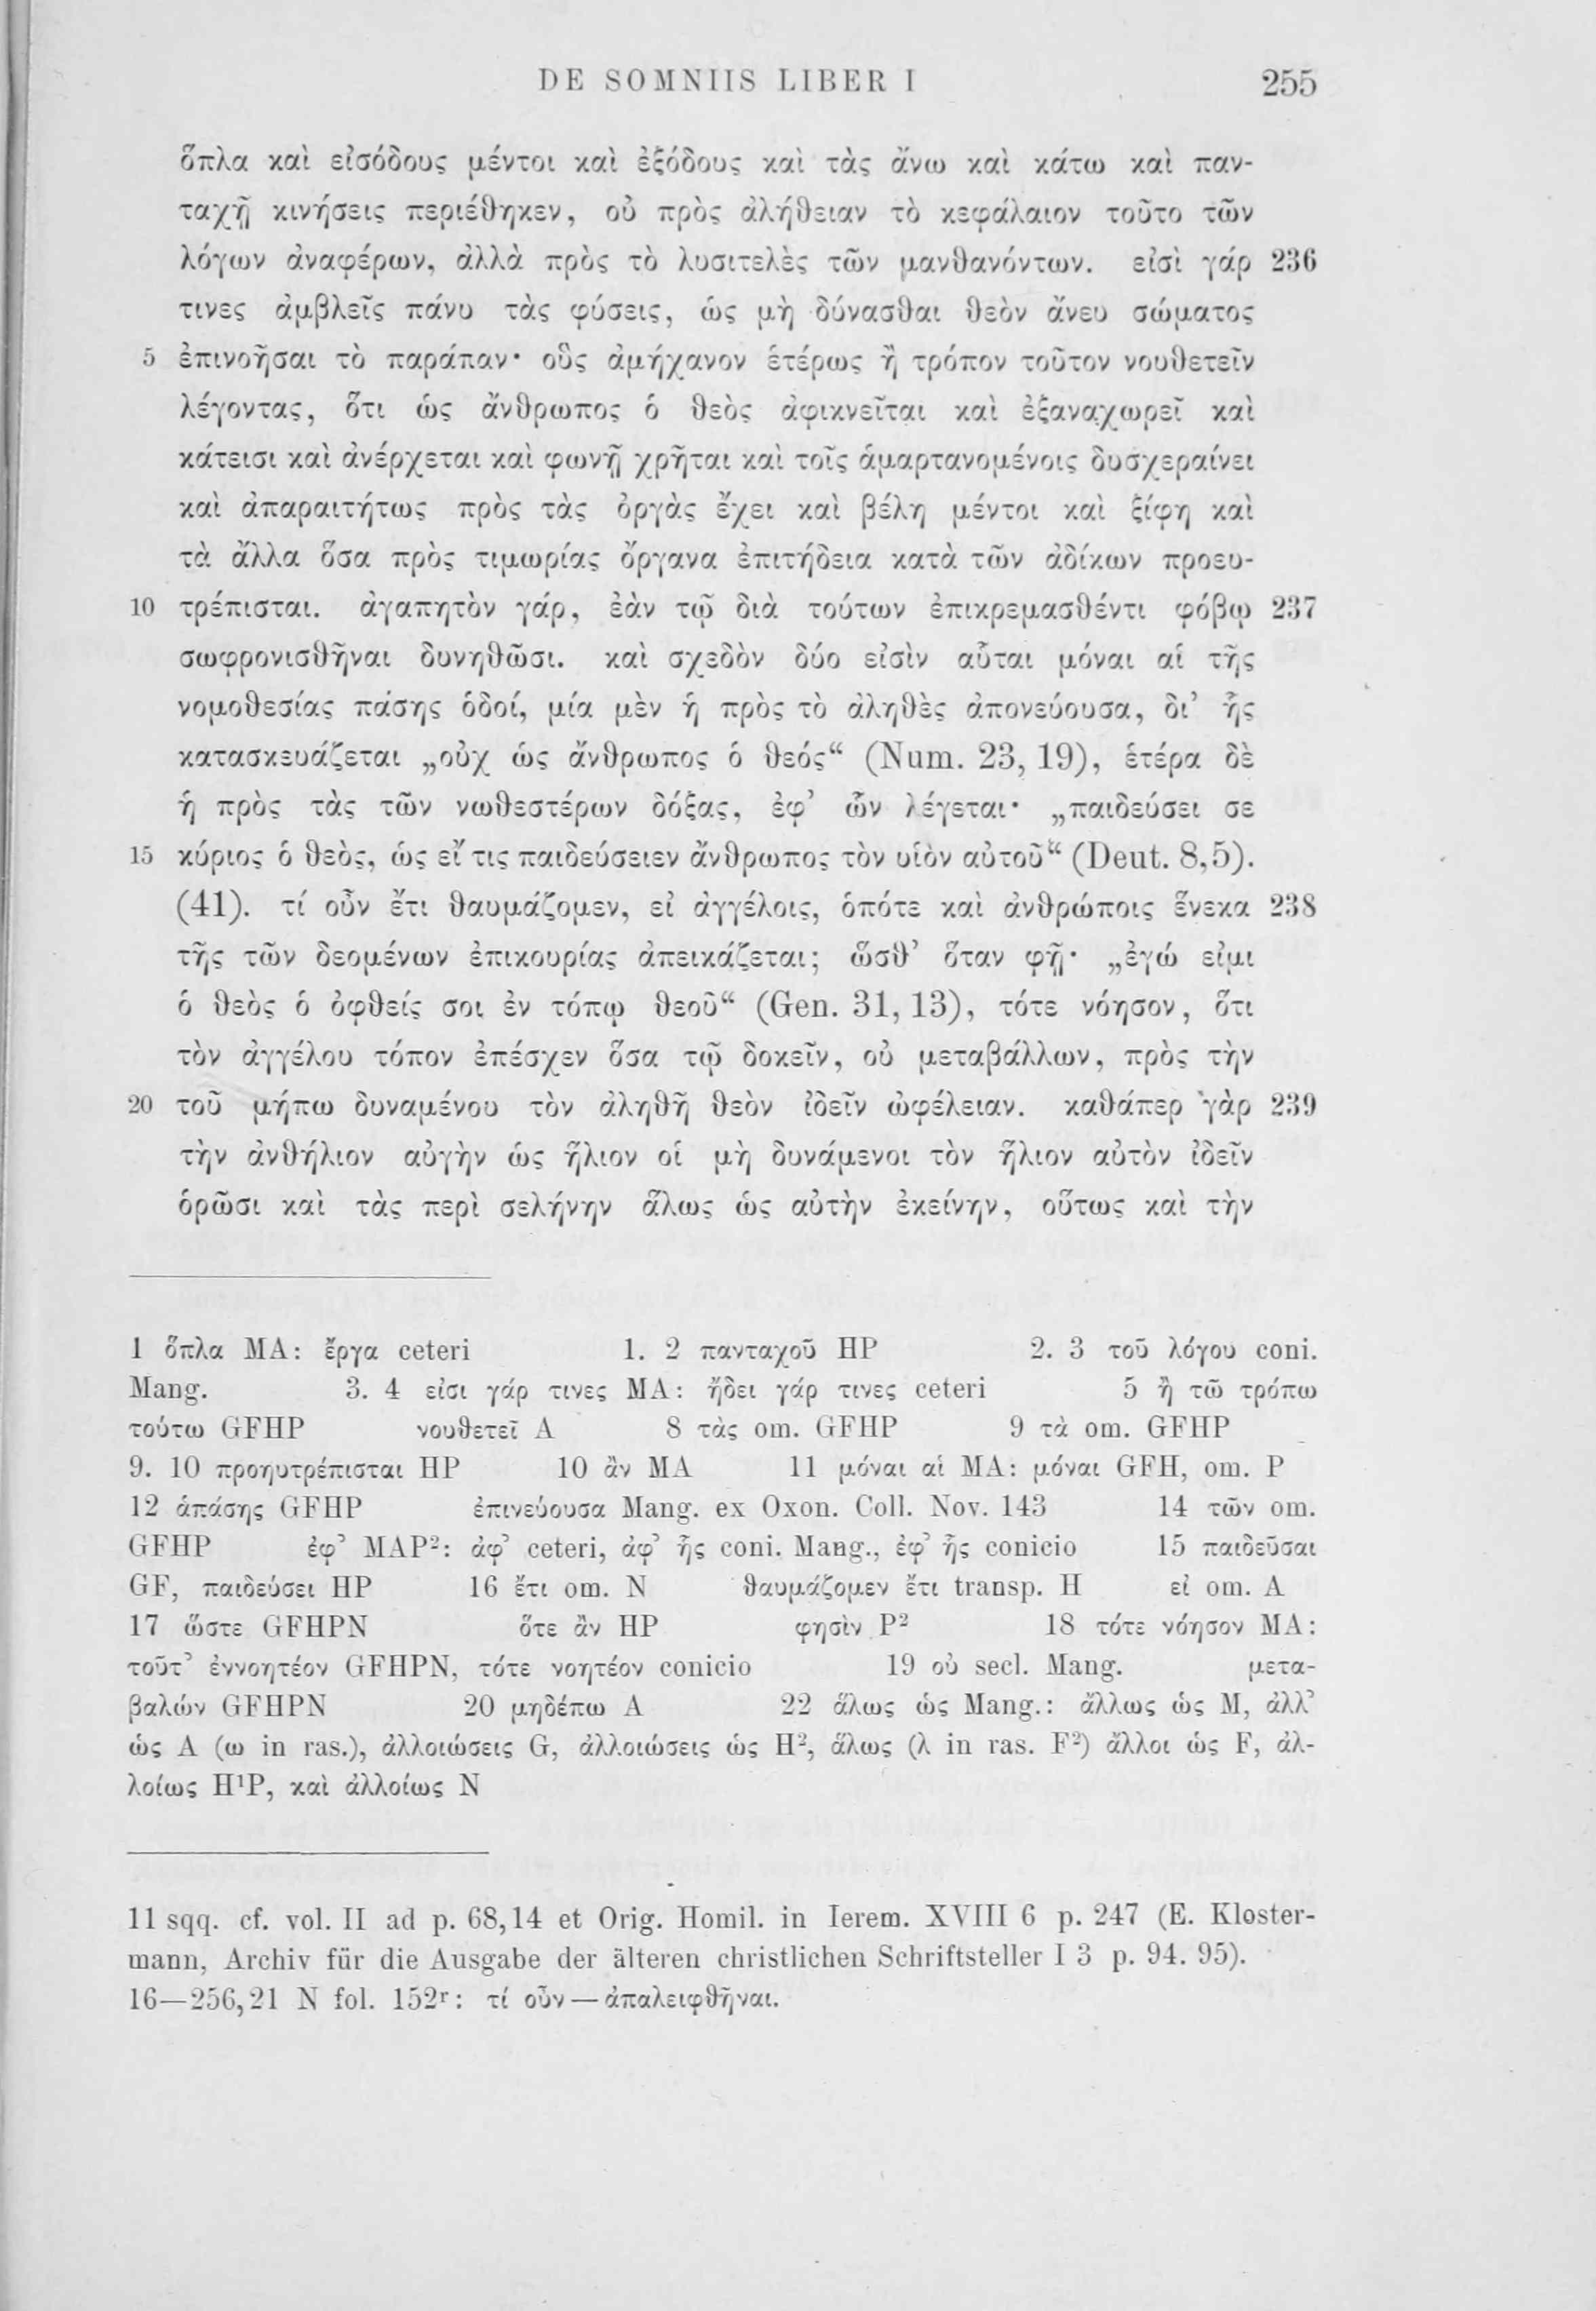 DE SOMNIIS LIBER I 255
ὅπλα καὶ εἰσόδους μέντοι καὶ ἐξόδους καὶ τὰς ἄνω καὶ κάτω καὶ παν-
ταχῇ κινήσεις περιέθηκεν, οὐ πρὸς ἀλήθειαν τὸ κεφάλαιον τοῦτο τῶν
λόγων ἀναφέρων, ἀλλὰ πρὸς τὸ λυσιτελὲς τῶν μανθανόντων. εἰσὶ γάρ 236
τινες ἀμβλεῖς πάνυ τὰς φύσεις, ὡς μὴ δύνασθαι θεὸν ἄνευ σώματος
5 ἐπινοῆσαι τὸ παράπαν· οὓς ἀμήχανον ἑτέρως ἢ τρόπον τοῦτον νουθετεῖν
λέγοντας, ὅτι ὡς ἄνθρωπος ὁ θεὸς ἀφικνεῖται καὶ ἐξαναχωρεῖ καὶ
κάτεισι καὶ ἀνέρχεται καὶ φωνῇ χρῆται καὶ τοῖς ἁμαρτανομένοις δυσχεραίνει
καὶ ἀπαραιτήτως πρὸς τὰς ὀργὰς ἔχει καὶ βέλη μέντοι καὶ ξίφη καὶ
τὰ ἄλλα ὅσα πρὸς τιμωρίας ὄργανα ἐπιτήδεια κατὰ τῶν ἀδίκων προευ-
10 τρέπισται. ἀγαπητὸν γάρ, ἐὰν τῷ διὰ τούτων ἐπικρεμασθέντι φόβῳ 237
σωφρονισθῆναι δυνηθῶσι. καὶ σχεδὸν δύο εἰσὶν αὗται μόναι αἱ τῆς
νομοθεσίας πάσης ὁδοί, μία μὲν ἡ πρὸς τὸ ἀληθὲς ἀπονεύουσα, δι’ ἧς
κατασκευάζεται „οὐχ ὡς ἄνθρωπος ὁ θεός“ (Num. 23, 19), ἑτέρα δὲ
ἡ πρὸς τὰς τῶν νωθεστέρων δόξας, ἐφ’ ὧν λέγεται· „παιδεύσει σε
15 κύριος ὁ θεός, ὡς εἴ τις παιδεύσειεν ἄνθρωπος τὸν υἱὸν αὐτοῦ“ (Deut. 8,5).
(41). τί οὖν ἔτι θαυμάζομεν, εἰ ἀγγέλοις, ὁπότε καὶ ἀνθρώποις ἕνεκα 238
τῆς τῶν δεομένων ἐπικουρίας ἀπεικάζεται; ὥσθ’ ὅταν φῇ· „ἐγώ εἰμι
ὁ θεὸς ὁ ὀφθείς σοι ἐν τόπῳ θεοῦ“ (Gen. 31, 13), τότε νόησον, ὅτι
τὸν ἀγγέλου τόπον ἐπέσχεν ὅσα τῷ δοκεῖν, οὐ μεταβάλλων, πρὸς τὴν
20 τοῦ μήπω δυναμένου τὸν ἀληθῆ θεὸν ἰδεῖν ὠφέλειαν. καθάπερ γὰρ 239
τὴν ἀνθήλιον αὐγὴν ὡς ἥλιον οἱ μὴ δυνάμενοι τὸν ἥλιον αὐτὸν ἰδεῖν
ὁρῶσι καὶ τὰς περὶ σελήνην ἅλως ὡς αὐτὴν ἐκείνην, οὕτως καὶ τὴν
1 ὅπλα MA: ἔργα ceteri 1. 2 πανταχοῦ HP 2. 3 τοῦ λόγου coni.
Mang. 3. 4 εἰσι γάρ τινες MA: ᾔδει γάρ τινες ceteri 5 ἢ τῶ τρόπω
τούτω GFHP νουθετεῖ A 8 τὰς om. GFHP 9 τὰ om. GFHP
9. 10 προηυτρέπισται HP 10 ἂν MA 11 μόναι αἱ MA: μόναι GFH, om. P
12 ἁπάσης GFHP ἐπινεύουσα Mang. ex Oxon. Coll. Nov. 143 14 τῶν om.
GFHP ἐφ’ MAP²: ἀφ’ ceteri, ἀφ’ ἧς coni. Mang., ἐφ’ ἧς conicio 15 παιδεῦσαι
GF, παιδεύσει HP 16 ἔτι om. N θαυμάζομεν ἔτι transp. H εἰ om. A
17 ὥστε GFHPN ὅτε ἂν HP φησὶν P² 18 τότε νόησον MA:
τοῦτ’ ἐννοητέον GFHPN, τότε νοητέον conicio 19 οὐ secl. Mang. μετα-
βαλών GFHPN 20 μηδέπω A 22 ἅλως ὡς Mang.: ἄλλως ὡς M, ἀλλ’
ὡς A (ω in ras.), ἀλλοιώσεις G, ἀλλοιώσεις ὡς H², ἅλως (λ in ras. F²) ἄλλοι ὡς F, ἀλ-
λοίως H¹P, καὶ ἀλλοίως N
11 sqq. cf. vol. II ad p. 68,14 et Orig. Homil. in Ierem. XVIII 6 p. 247 (E. Kloster-
mann, Archiv für die Ausgabe der älteren christlichen Schriftsteller I 3 p. 94. 95).
16—256,21 N fol. 152ʳ: τί οὖν — ἀπαλειφθῆναι.